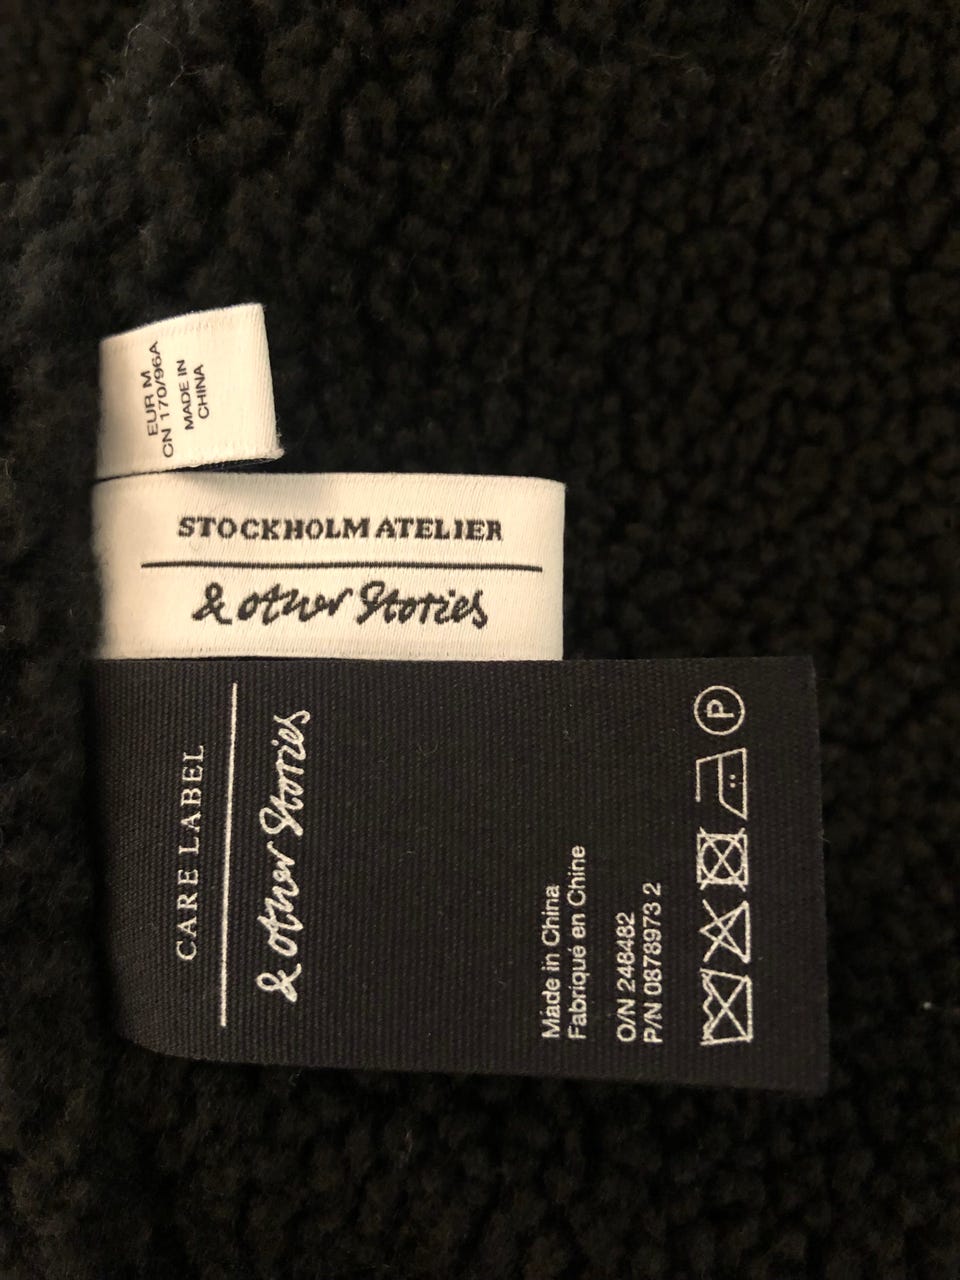 EUR M
CN 170/96A
MADE IN
CHINA
STOCKHOLM ATELIER
& other Stories
CARE LABEL
& other Stories
Made in China
Fabriqué en Chine
O/N 248482
P/N 0878973 2
P